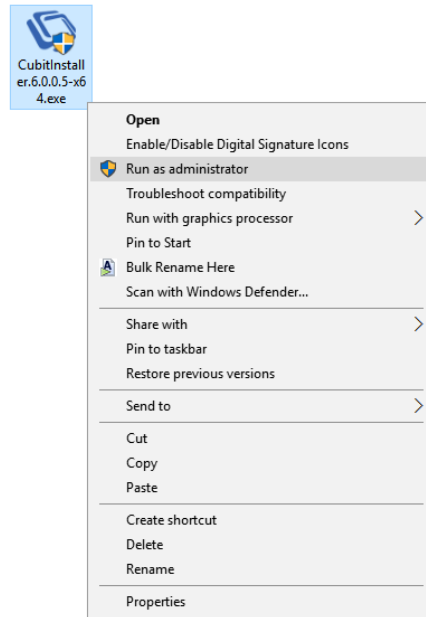 CubitInstall
er.6.0.0.5-x6
4.exe
Open
Enable/Disable Digital Signature Icons
Run as administrator
Troubleshoot compatibility
Run with graphics processor
Pin to Start
Bulk Rename Here
Scan with Windows Defender...
Share with
Pin to taskbar
Restore previous versions
Send to
Cut
Copy
Paste
Create shortcut
Delete
Rename
Properties